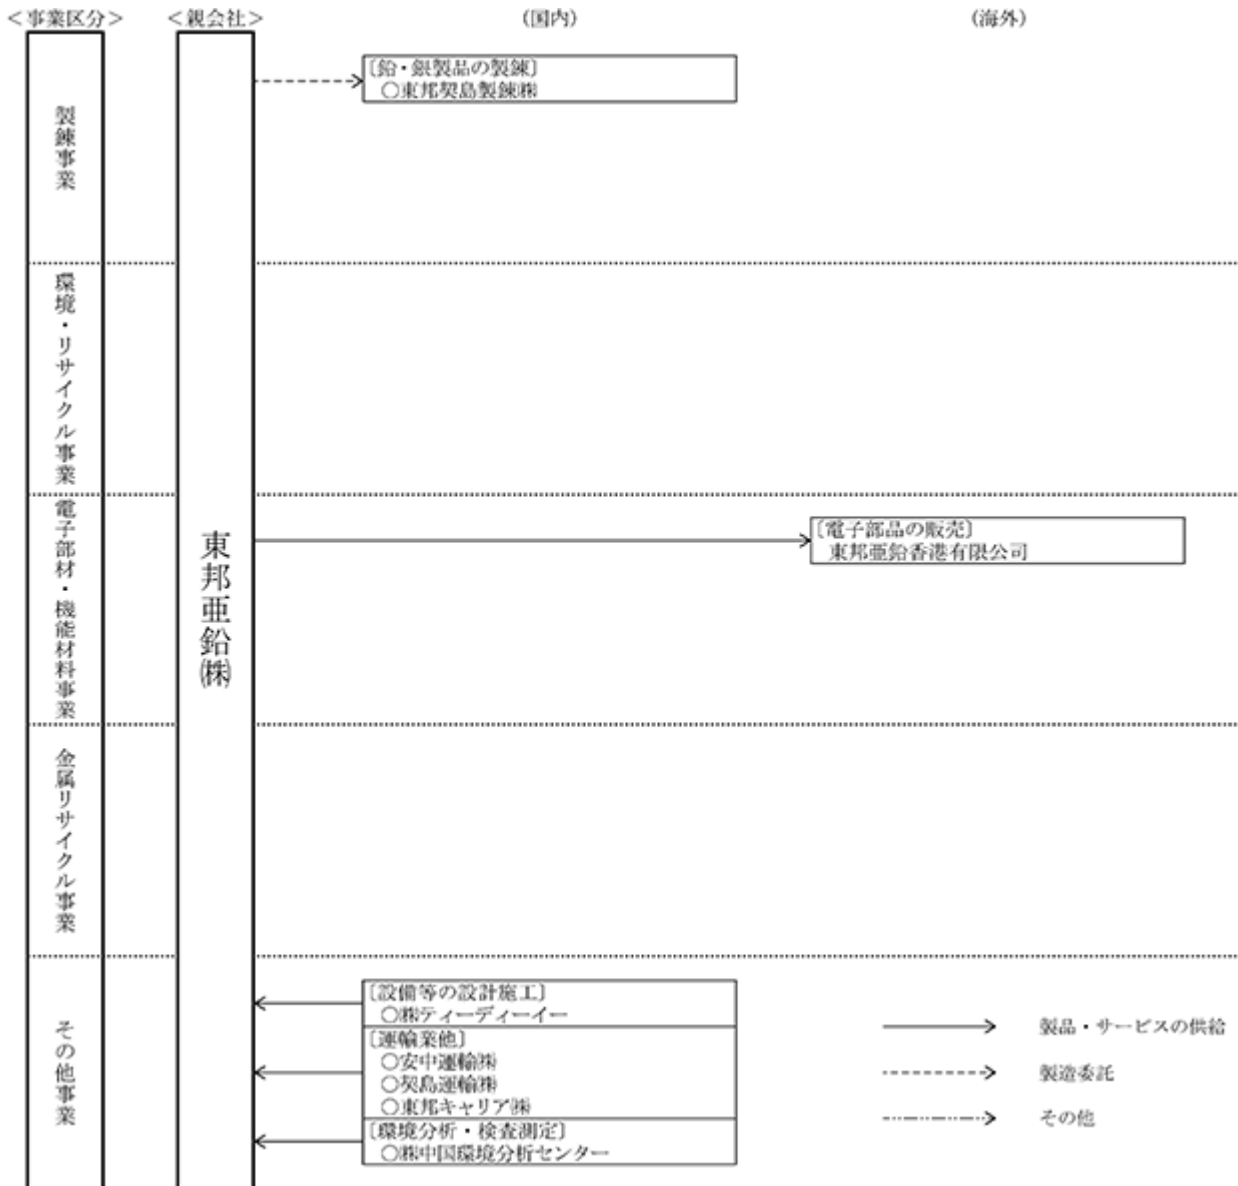 ＜事業区分＞ ＜親会社＞ (国内) (海外)
製錬事業
〔鉛・銀製品の製錬〕
○東邦契島製錬㈱
環境・リサイクル事業
電子部材・機能材料事業
東邦亜鉛㈱
〔電子部品の販売〕
東邦亜鉛香港有限公司
金属リサイクル事業
その他事業
〔設備等の設計施工〕
○㈱ティーディーイー
〔運輸業他〕
○安中運輸㈱
○契島運輸㈱
○東邦キャリア㈱
〔環境分析・検査測定〕
○㈱中国環境分析センター
製品・サービスの供給
製造委託
その他